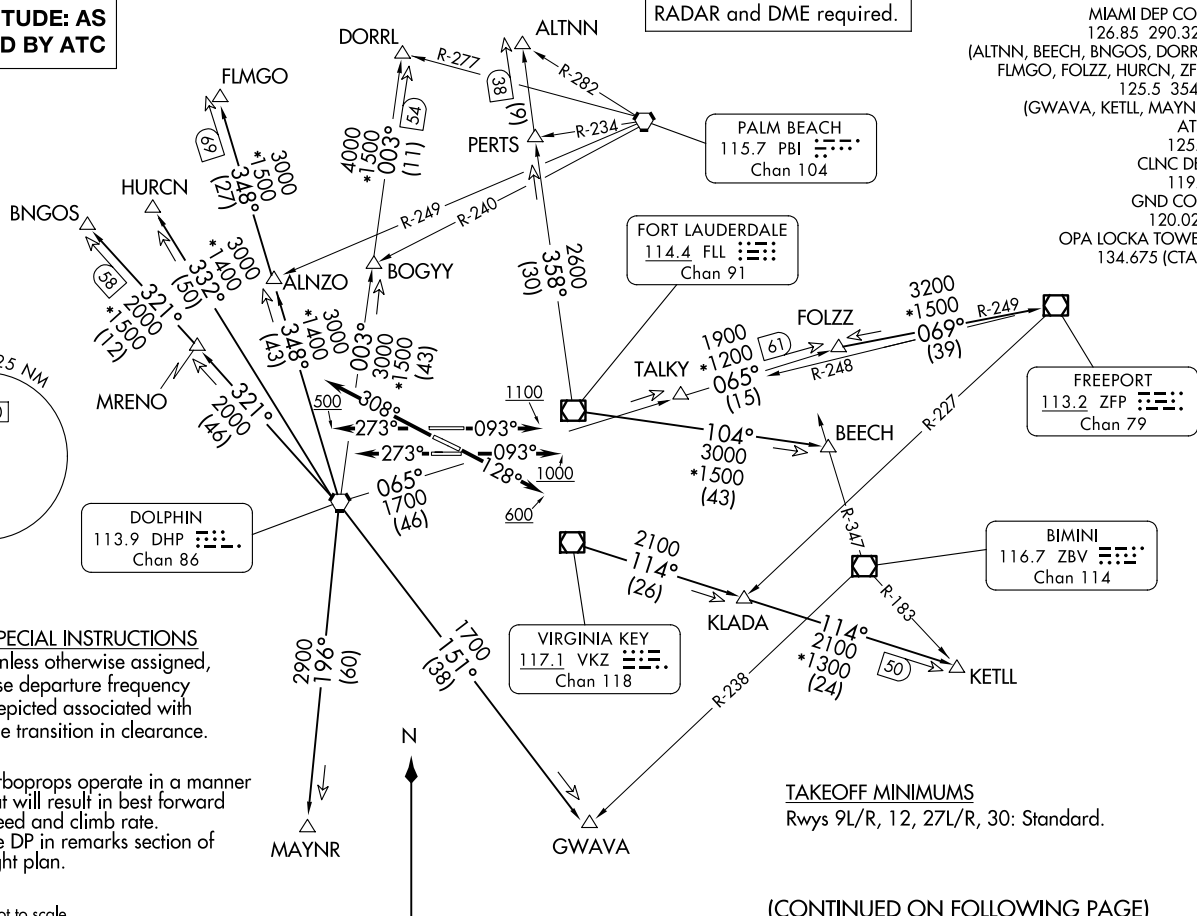 TUDE: AS
D BY ATC
RADAR and DME required.
MIAMI DEP CO
126.85 290.32
(ALTNN, BEECH, BNGOS, DORR
FLMGO, FOLZZ, HURCN, ZF
125.5 354
(GWAVA, KETLL, MAYN
AT
125.
CLNC DE
119
GND CO
120.02
OPA LOCKA TOWE
134.675 (CTA
DORRL
ALTNN
FLMGO
HURCN
BNGOS
PERTS
R-277
R-282
R-234
R-249
R-240
38
(9)
54
4000
*1500
003°
(11)
69
3000
*1500
348°
(27)
3000
*1400
332°
(50)
58
321°
2000
*1500
(12)
PALM BEACH
115.7 PBI
Chan 104
FORT LAUDERDALE
114.4 FLL
Chan 91
ALNZO
BOGYY
2600
358°
(30)
3000
*1400
348°
(43)
003°
3000
*1500
(43)
MRENO
321°
2000
(46)
25 NM
TALKY
FOLZZ
1900
*1200
065°
(15)
61
3200
*1500
069°
(39)
R-249
R-248
R-227
FREEPORT
113.2 ZFP
Chan 79
500
308°
273°
093°
1100
273°
093°
1000
128°
600
065°
1700
(46)
104°
3000
*1500
(43)
BEECH
R-347
DOLPHIN
113.9 DHP
Chan 86
BIMINI
116.7 ZBV
Chan 114
R-183
R-238
2100
114°
(26)
KLADA
114°
2100
*1300
(24)
50
KETLL
VIRGINIA KEY
117.1 VKZ
Chan 118
2900
196°
(60)
1700
151°
(38)
MAYNR
GWAVA
N
PECIAL INSTRUCTIONS
nless otherwise assigned,
se departure frequency
epicted associated with
e transition in clearance.
rboprops operate in a manner
at will result in best forward
eed and climb rate.
e DP in remarks section of
ght plan.
ot to scale
TAKEOFF MINIMUMS
Rwys 9L/R, 12, 27L/R, 30: Standard.
(CONTINUED ON FOLLOWING PAGE)